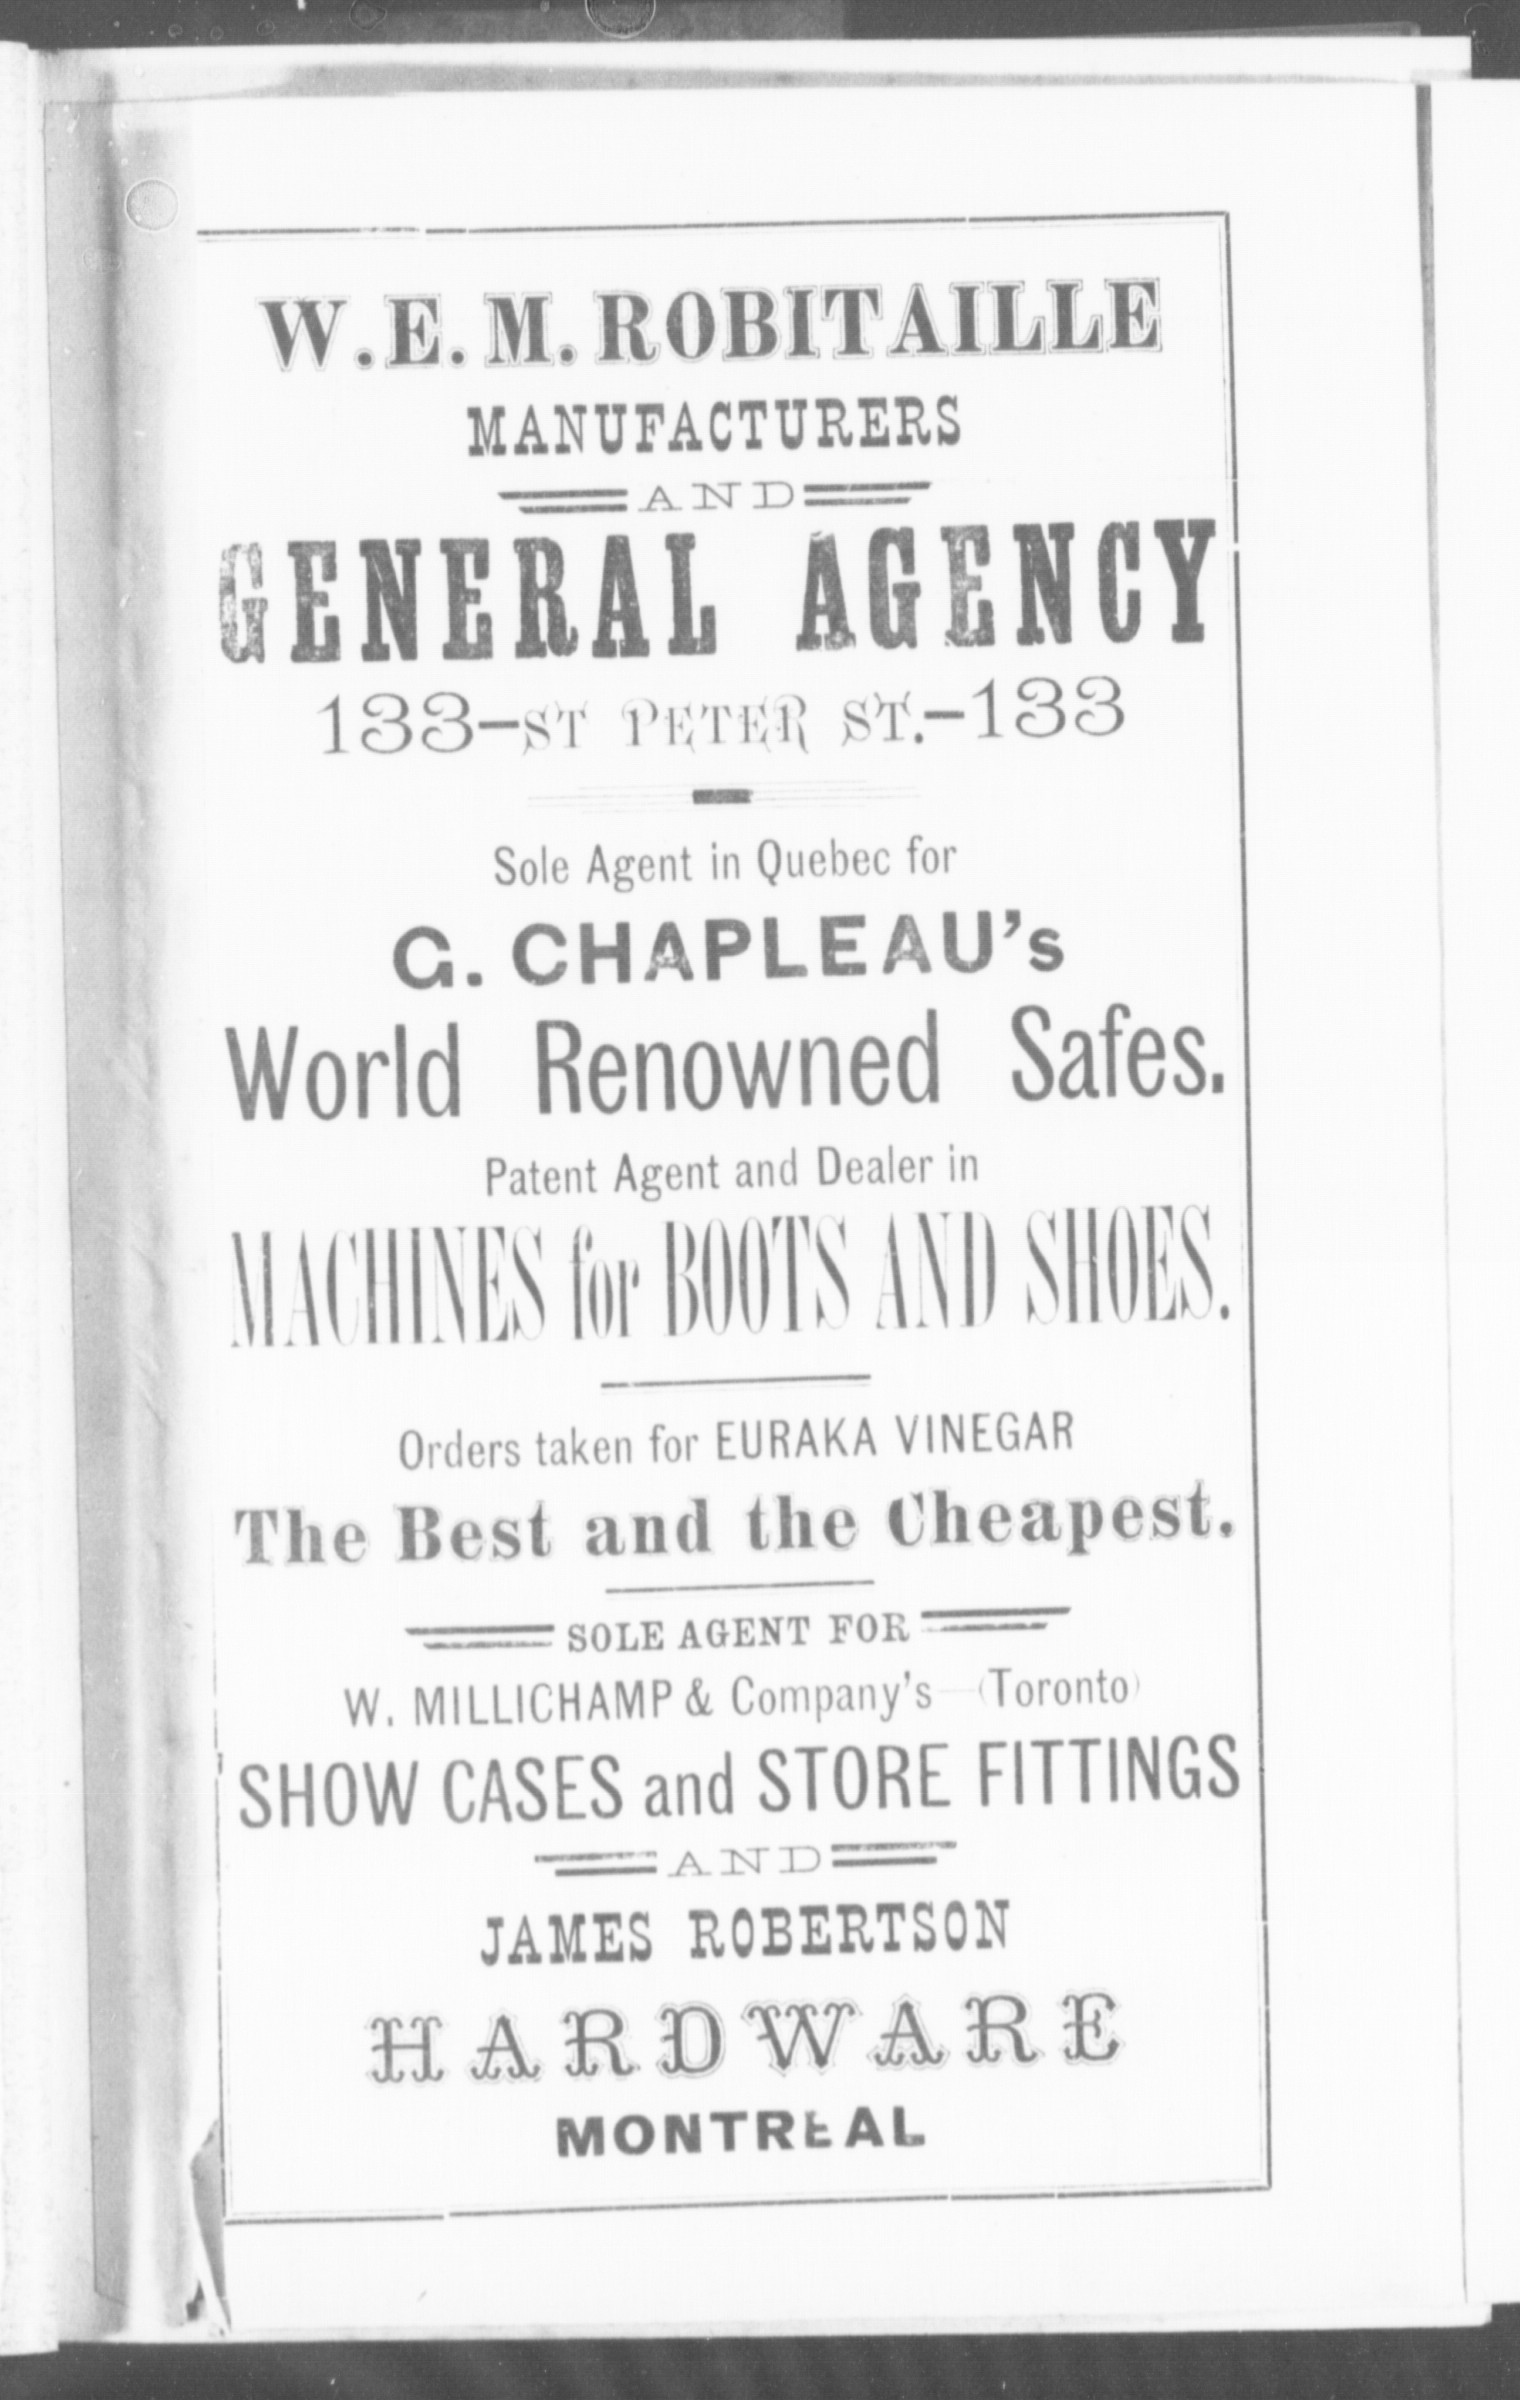 W. E. M. ROBITAILLE
MANUFACTURERS
AND
GENERAL AGENCY
133–ST PETER ST.–133
Sole Agent in Quebec for
G. CHAPLEAU's
World Renowned Safes.
Patent Agent and Dealer in
MACHINES for BOOTS AND SHOES.
Orders taken for EURAKA VINEGAR
The Best and the Cheapest.
SOLE AGENT FOR
W. MILLICHAMP & Company's — (Toronto)
SHOW CASES and STORE FITTINGS
AND
JAMES ROBERTSON
HARDWARE
MONTREAL